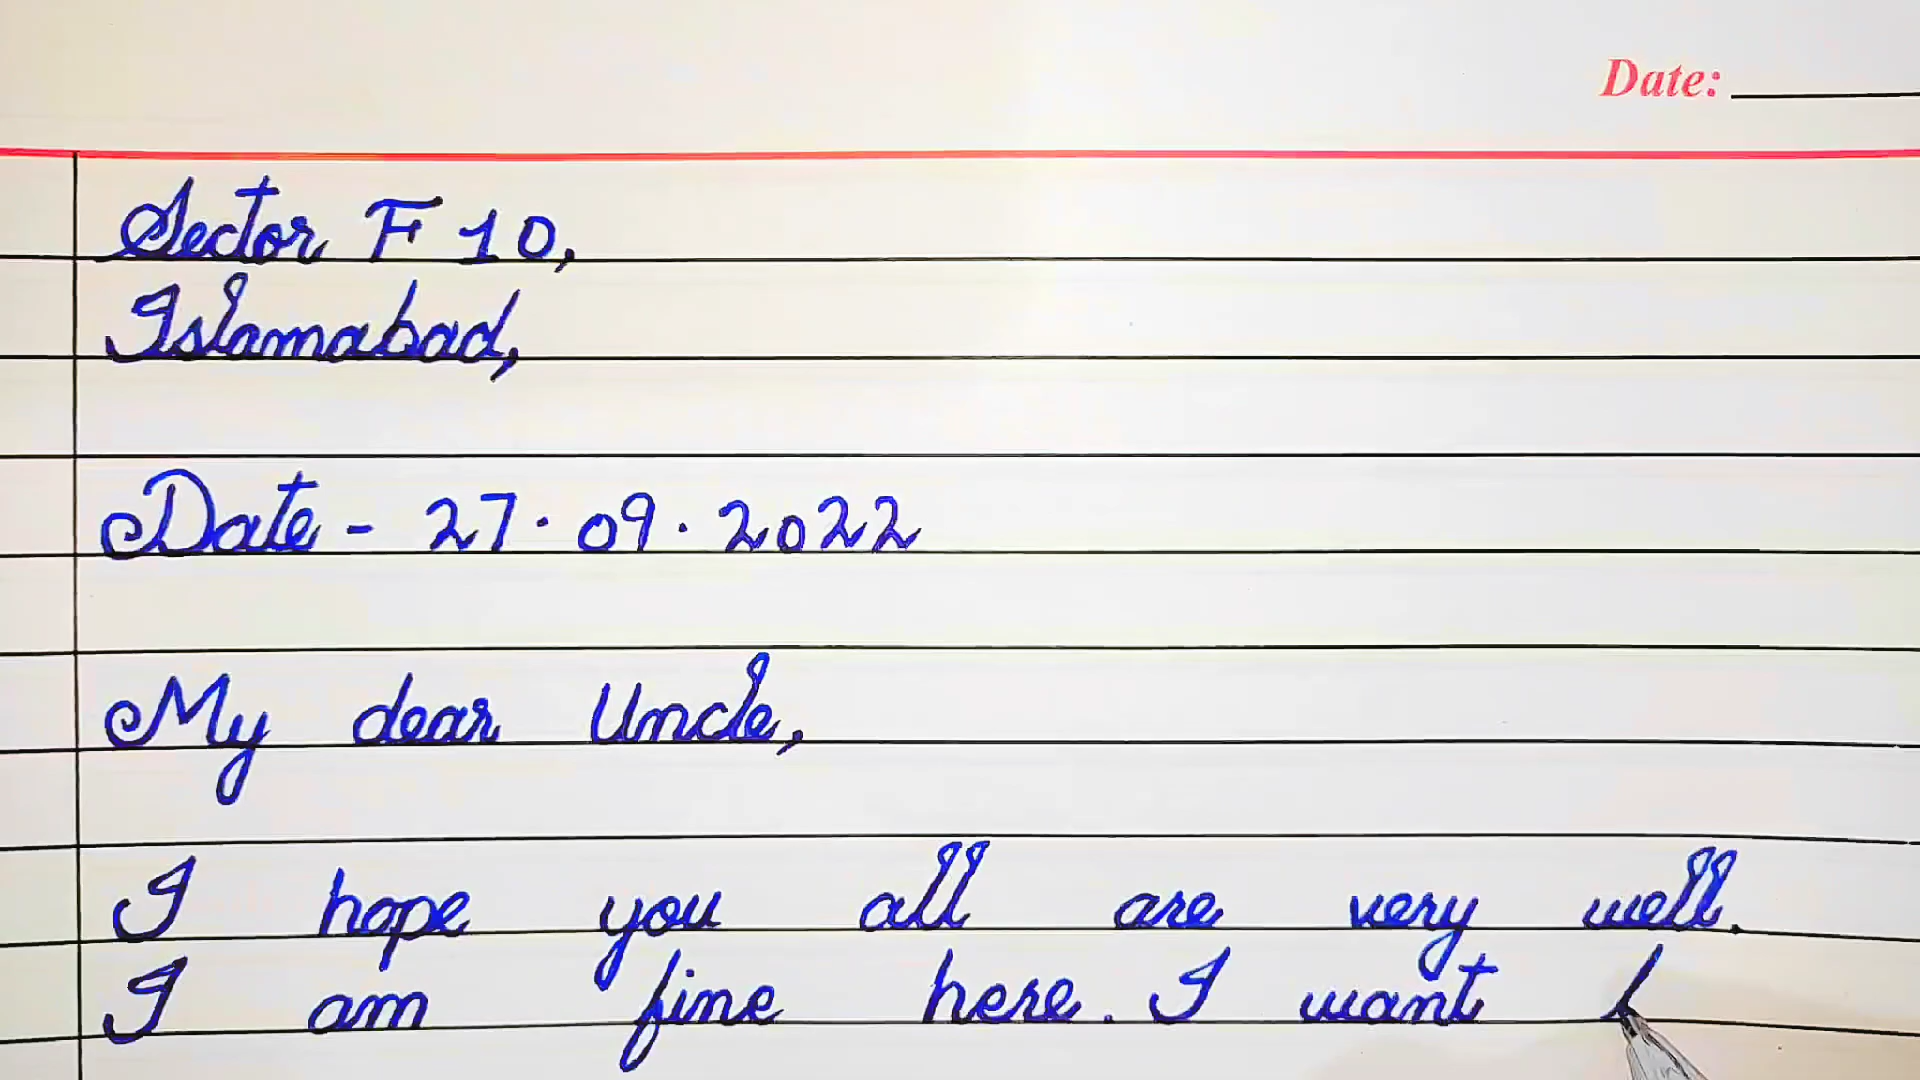 Date:
Sector F 10,
Islamabad,
Date - 27.09.2022
My dear Uncle,
I hope you all are very well.
I am fine here. I want